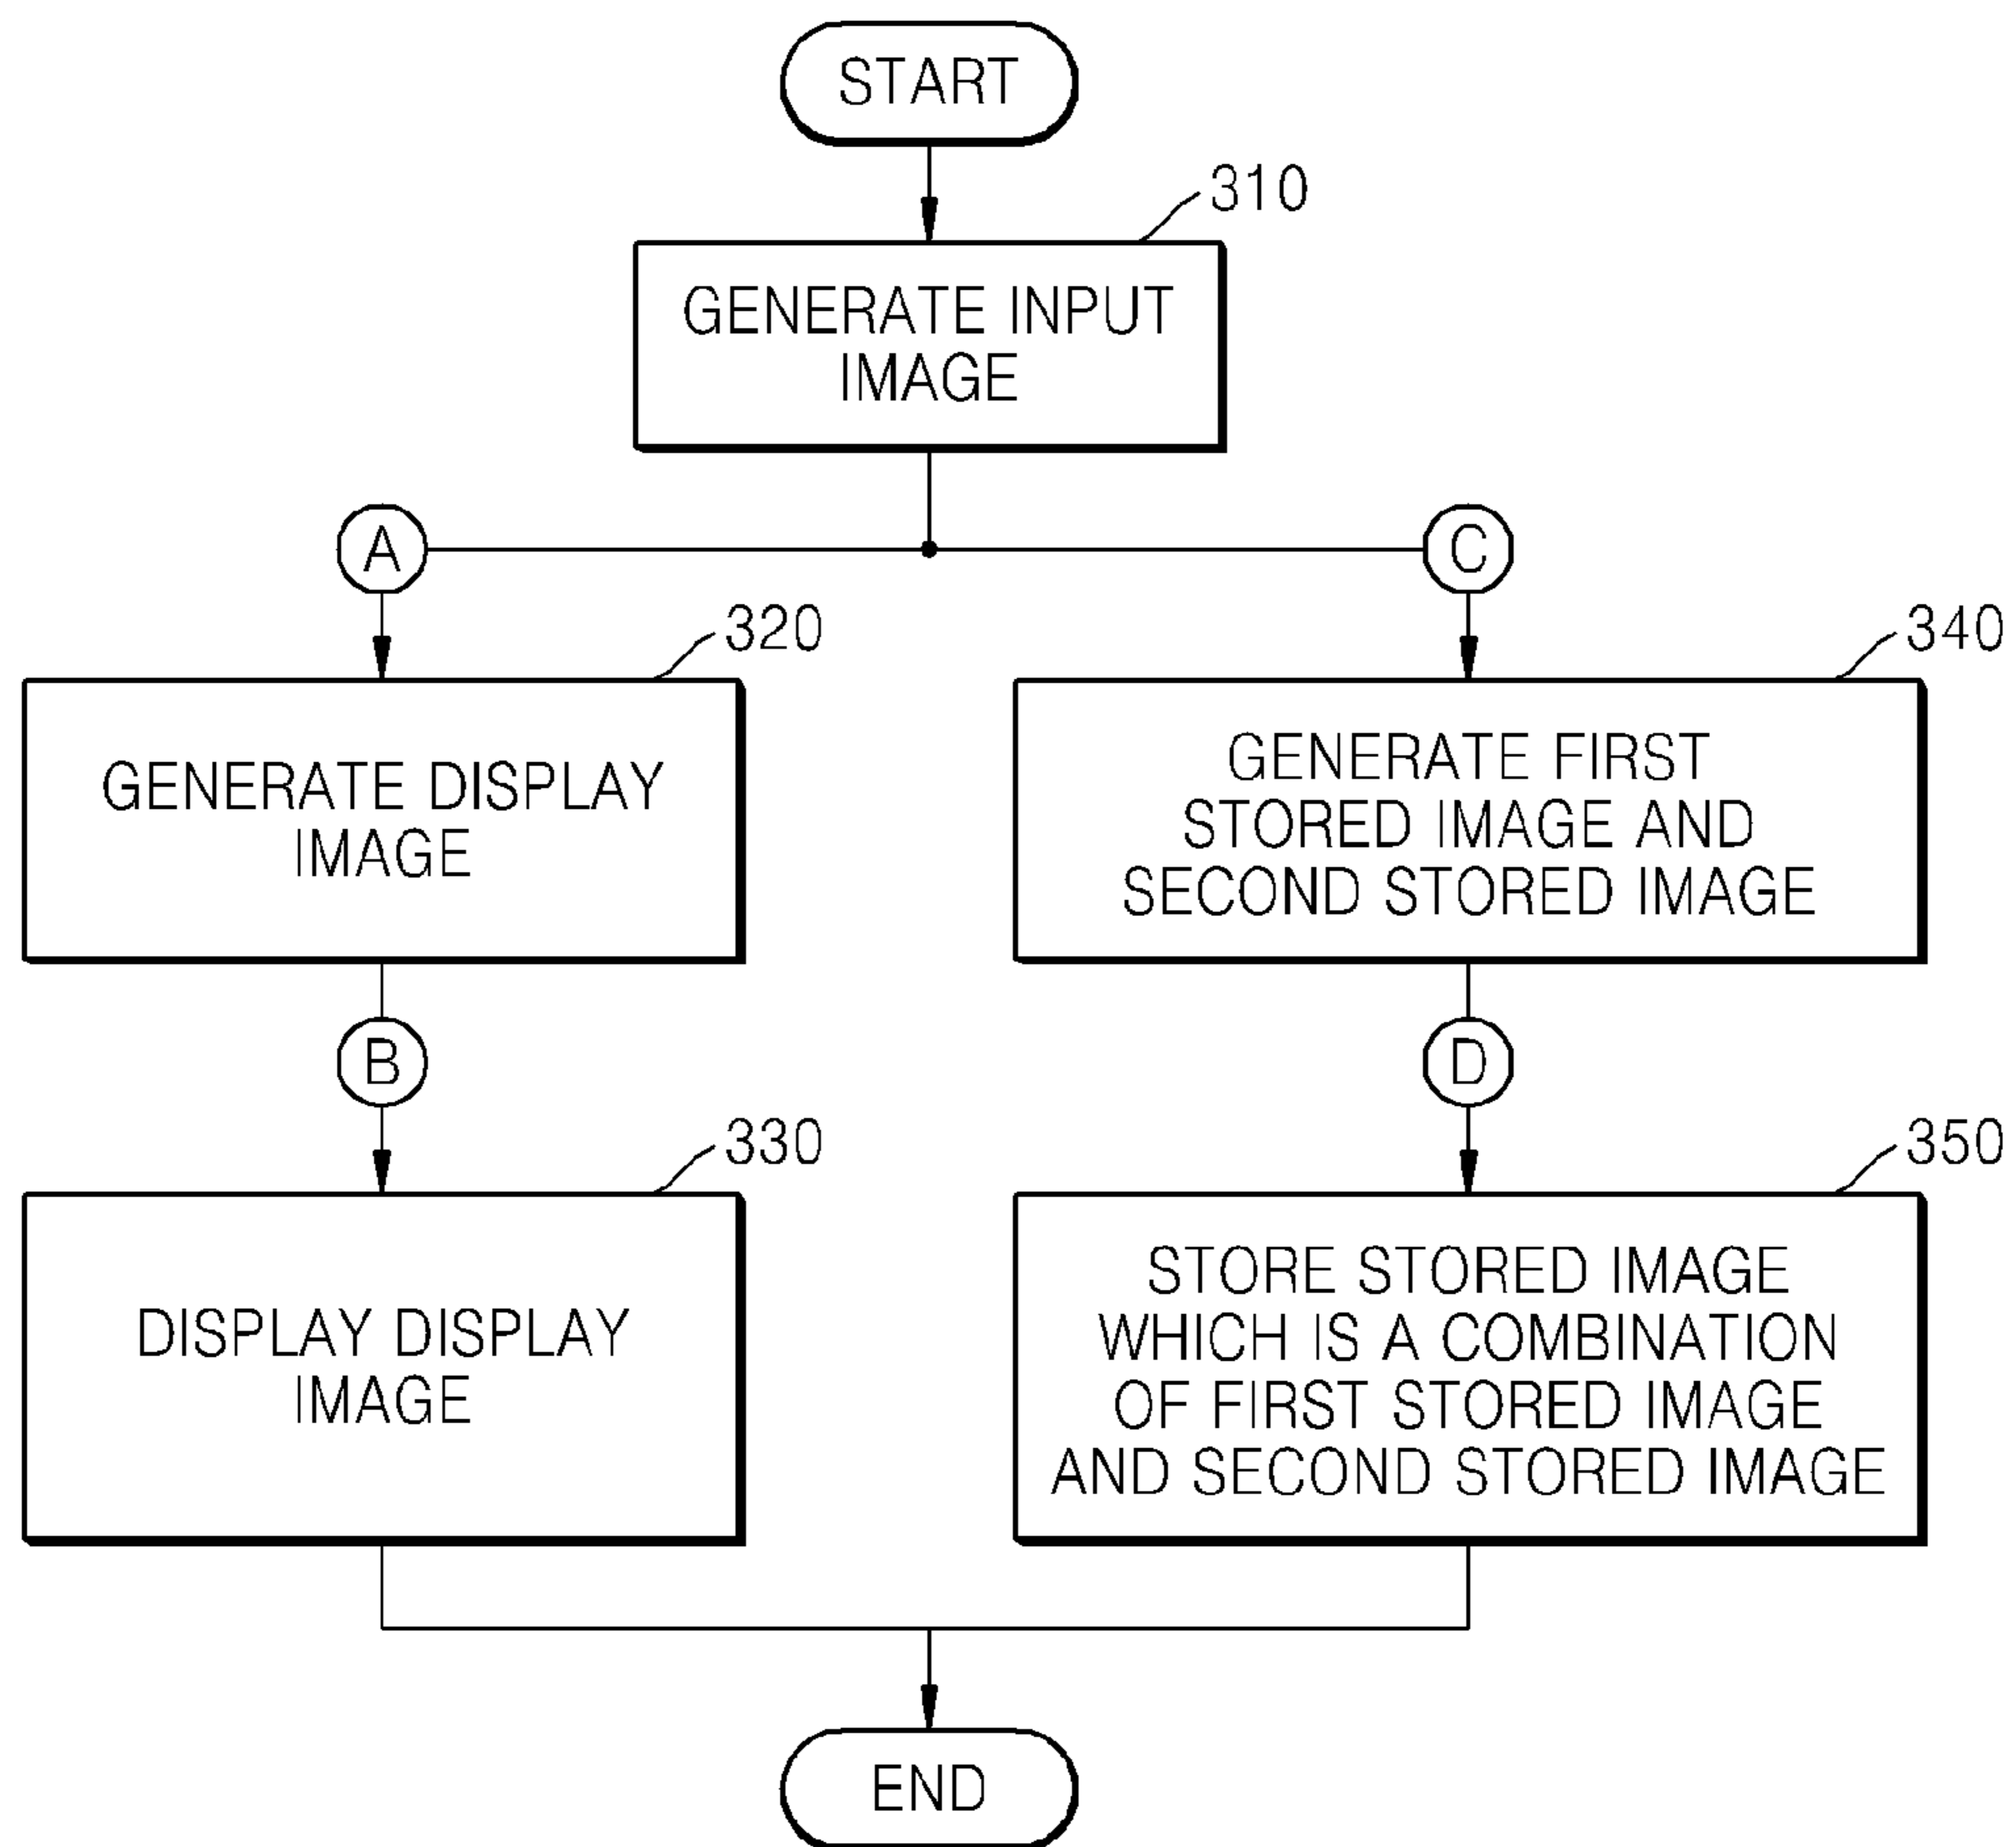 START
310
GENERATE INPUT
IMAGE
A
C
320
340
GENERATE DISPLAY
IMAGE
GENERATE FIRST
STORED IMAGE AND
SECOND STORED IMAGE
B
D
330
350
DISPLAY DISPLAY
IMAGE
STORE STORED IMAGE
WHICH IS A COMBINATION
OF FIRST STORED IMAGE
AND SECOND STORED IMAGE
END